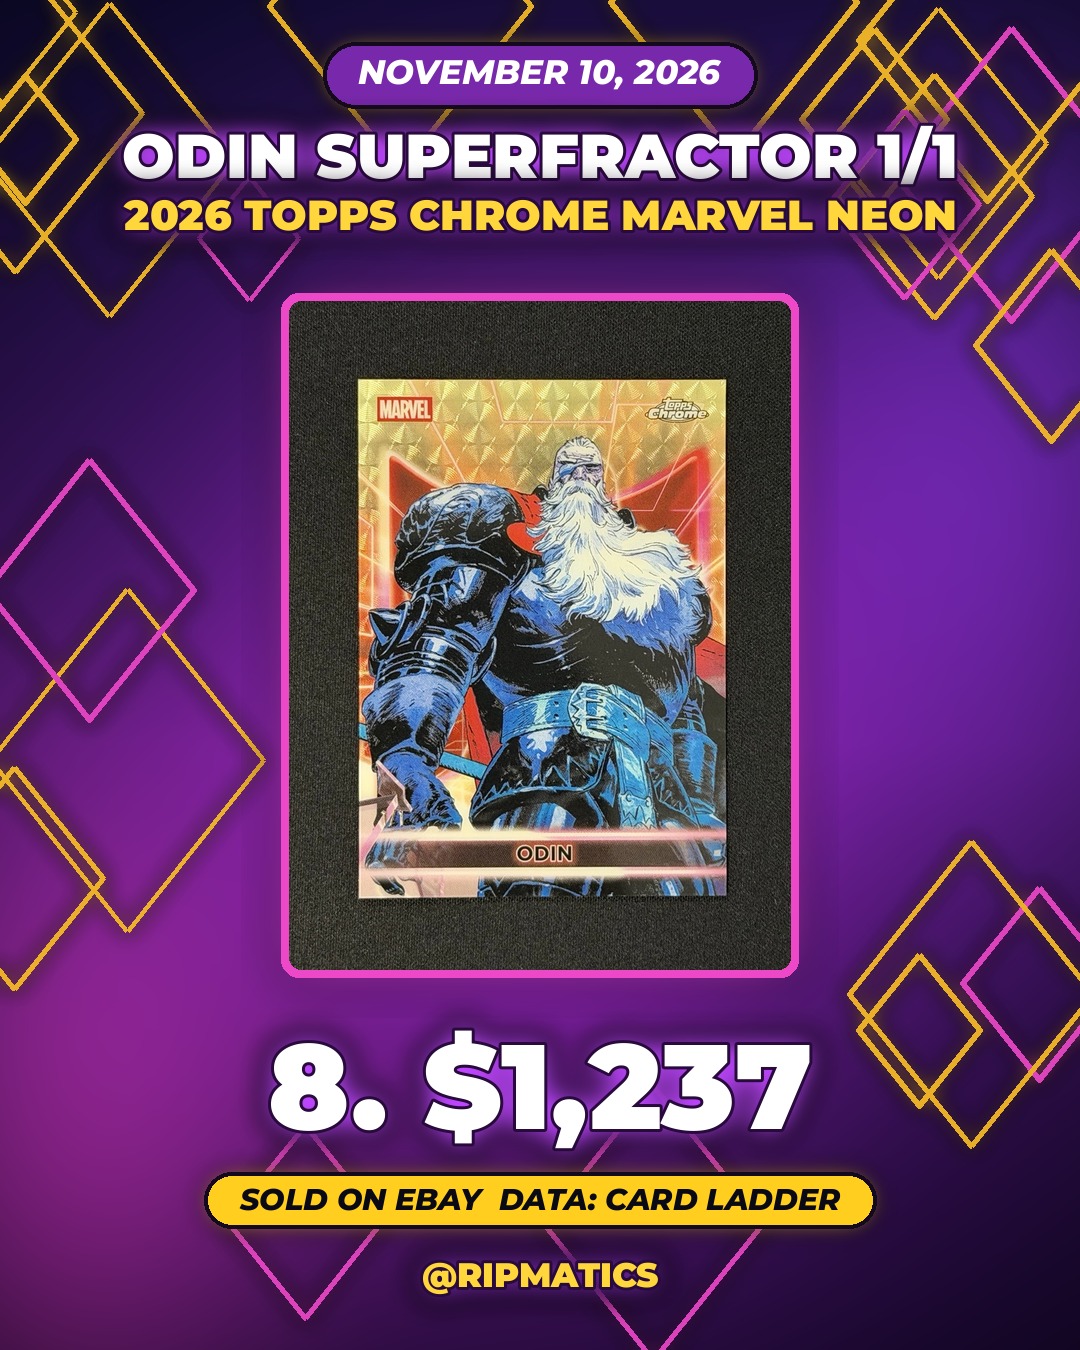 NOVEMBER 10, 2026
ODIN SUPERFRACTOR 1/1
2026 TOPPS CHROME MARVEL NEON
MARVEL
Topps Chrome
ODIN
8. $1,237
SOLD ON EBAY DATA: CARD LADDER
@RIPMATICS